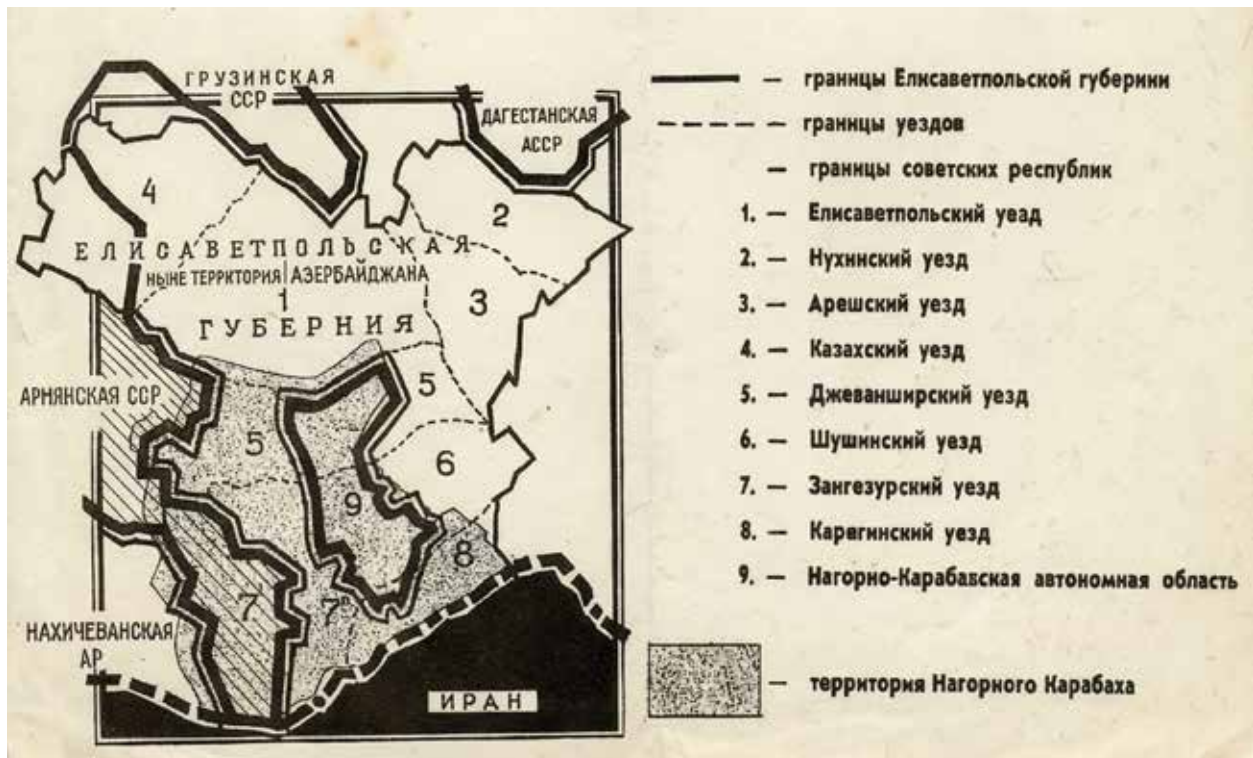 ГРУЗИНСКАЯ
ССР
ДАГЕСТАНСКАЯ
АССР
4
2
ЕЛИСАВЕТПОЛЬСКАЯ
НЫНЕ ТЕРРИТОРИЯ АЗЕРБАЙДЖАНА
1
3
ГУБЕРНИЯ
АРМЯНСКАЯ ССР
5
5
6
9
8
7
7
НАХИЧЕВАНСКАЯ
АР
ИРАН
— границы Елисаветпольской губернии
— границы уездов
— границы советских республик
1. — Елисаветпольский уезд
2. — Нухинский уезд
3. — Арешский уезд
4. — Казахский уезд
5. — Джеванширский уезд
6. — Шушинский уезд
7. — Зангезурский уезд
8. — Карегинский уезд
9. — Нагорно-Карабавская автономная область
— территория Нагорного Карабаха